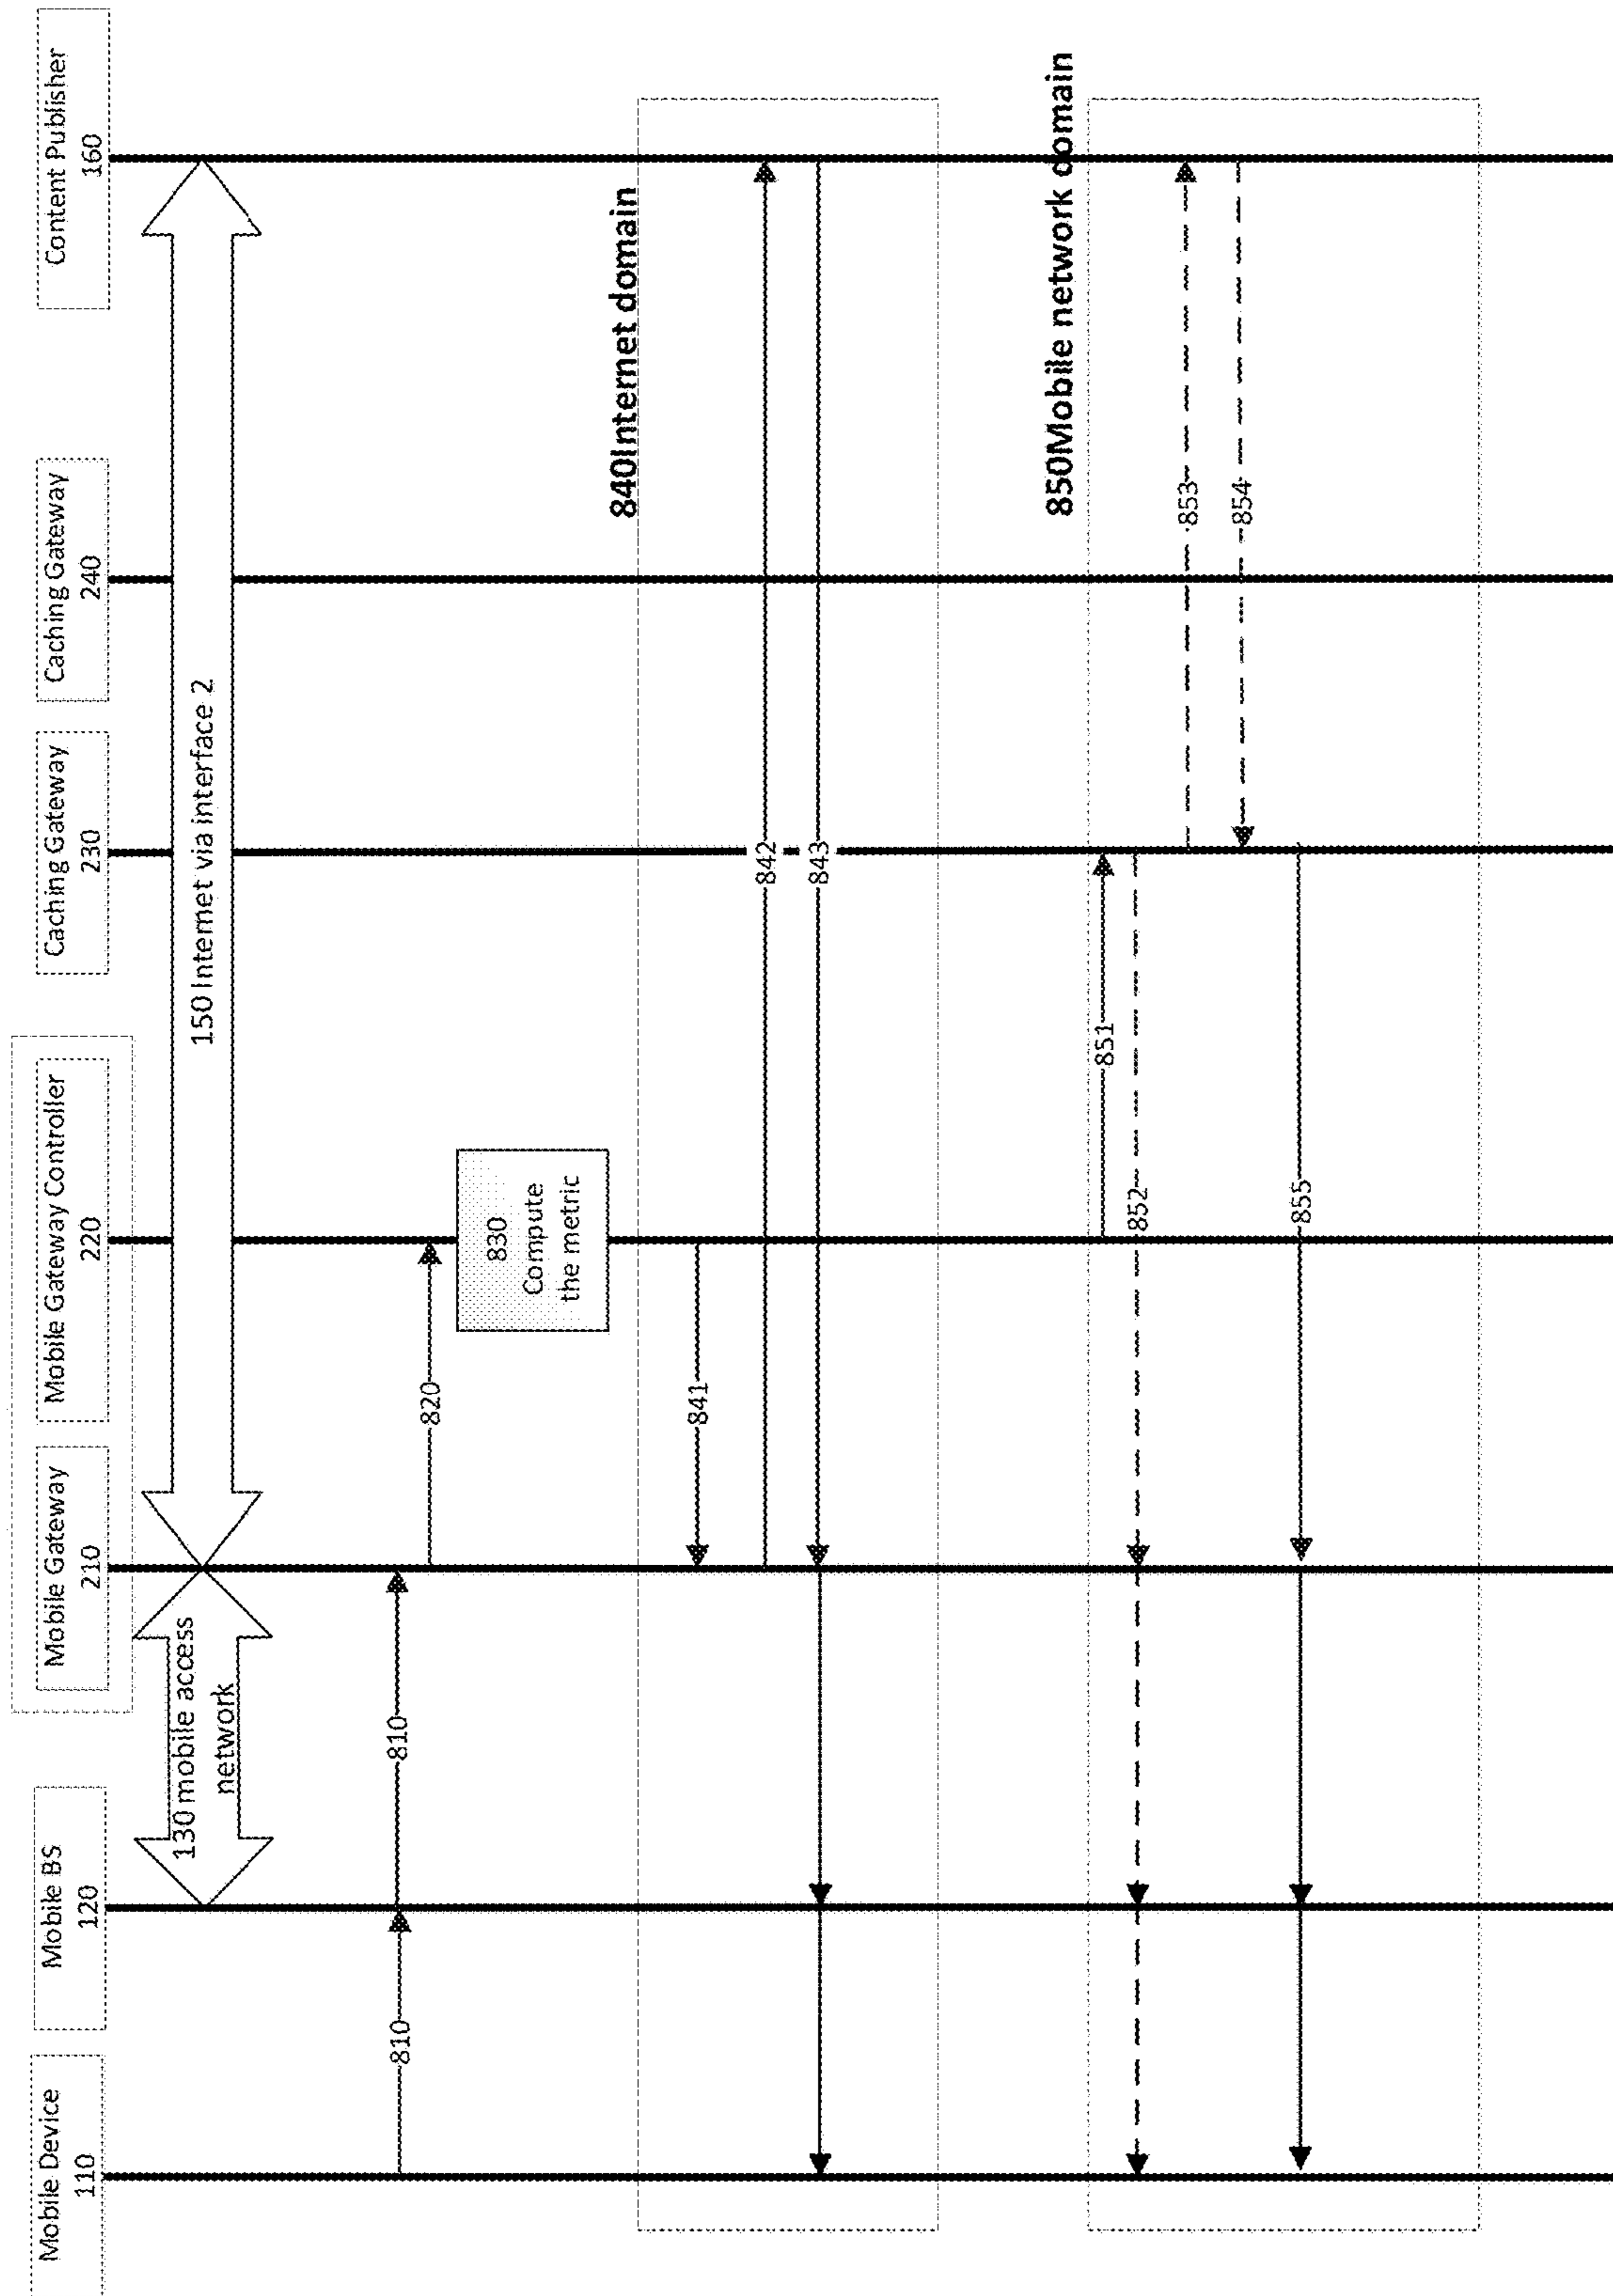 Mobile Device
110
Mobile BS
120
Mobile Gateway
210
Mobile Gateway Controller
220
Caching Gateway
230
Caching Gateway
240
Content Publisher
160
130 mobile access
network
150 Internet via interface 2
810
810
820
830
Compute
the metric
840Internet domain
841
842
843
850Mobile network domain
851
852
853
854
855